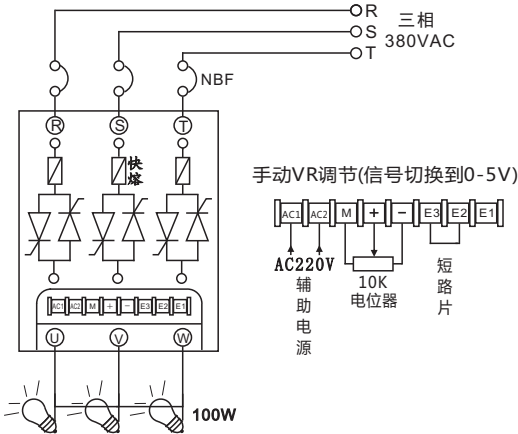 R
S
T
三相
380VAC
NBF
R
S
T
快
熔
AC1 AC2 M + − E3 E2 E1
U
V
W
100W
手动VR调节(信号切换到0-5V)
AC1 AC2 M + − E3 E2 E1
AC220V
辅
助
电
源
10K
电位器
短
路
片